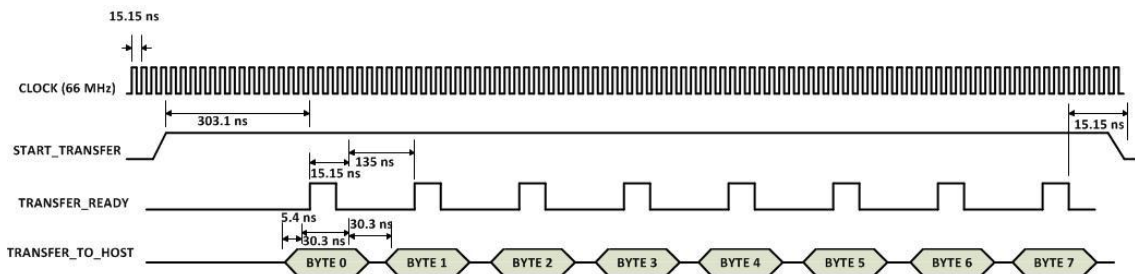 15.15 ns
CLOCK (66 MHz)
303.1 ns
15.15 ns
START_TRANSFER
135 ns
15.15 ns
TRANSFER_READY
5.4 ns
30.3 ns
30.3 ns
TRANSFER_TO_HOST
BYTE 0
BYTE 1
BYTE 2
BYTE 3
BYTE 4
BYTE 5
BYTE 6
BYTE 7